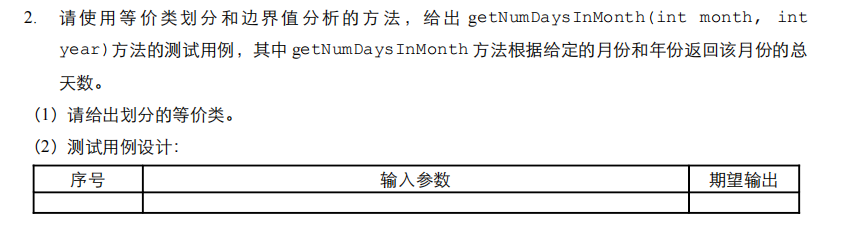 2. 请使用等价类划分和边界值分析的方法，给出 getNumDaysInMonth(int month, int
year)方法的测试用例，其中 getNumDaysInMonth 方法根据给定的月份和年份返回该月份的总
天数。
（1）请给出划分的等价类。
（2）测试用例设计：
序号 输入参数 期望输出